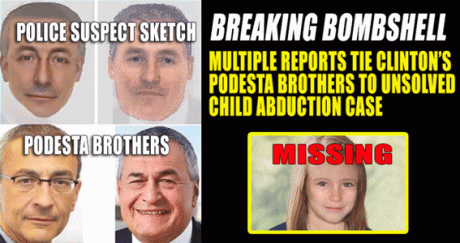 POLICE SUSPECT SKETCH
PODESTA BROTHERS
BREAKING BOMBSHELL
MULTIPLE REPORTS TIE CLINTON'S
PODESTA BROTHERS TO UNSOLVED
CHILD ABDUCTION CASE
MISSING